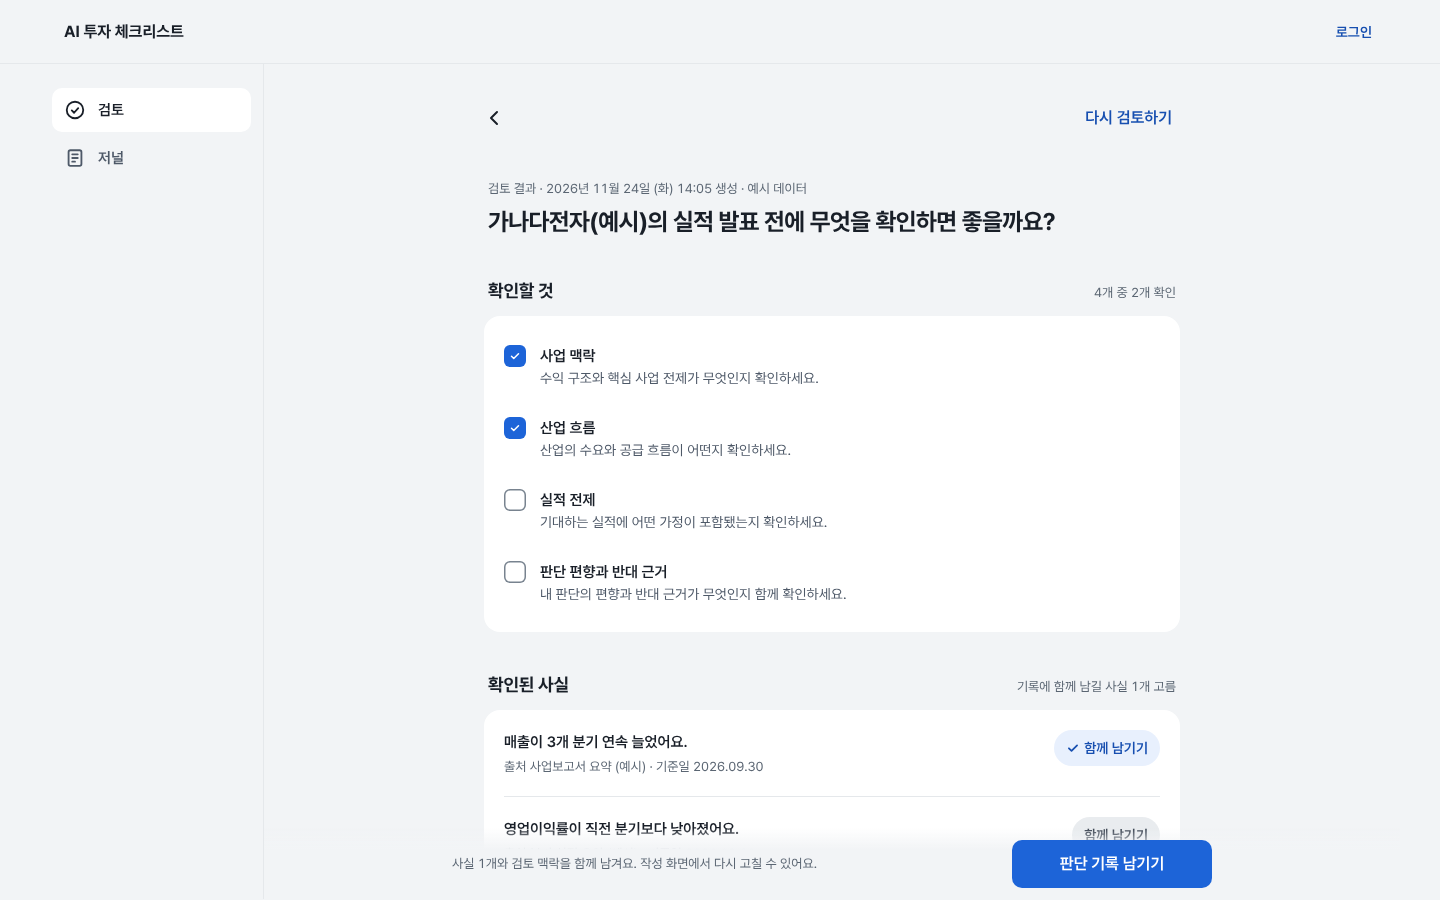 AI 투자 체크리스트
로그인
검토
저널
다시 검토하기
검토 결과 · 2026년 11월 24일 (화) 14:05 생성 · 예시 데이터
가나다전자(예시)의 실적 발표 전에 무엇을 확인하면 좋을까요?
확인할 것
4개 중 2개 확인
사업 맥락
수익 구조와 핵심 사업 전제가 무엇인지 확인하세요.
산업 흐름
산업의 수요와 공급 흐름이 어떤지 확인하세요.
실적 전제
기대하는 실적에 어떤 가정이 포함됐는지 확인하세요.
판단 편향과 반대 근거
내 판단의 편향과 반대 근거가 무엇인지 함께 확인하세요.
확인된 사실
기록에 함께 남길 사실 1개 고름
매출이 3개 분기 연속 늘었어요.
함께 남기기
출처 사업보고서 요약 (예시) · 기준일 2026.09.30
영업이익률이 직전 분기보다 낮아졌어요.
함께 남기기
사실 1개와 검토 맥락을 함께 남겨요. 작성 화면에서 다시 고칠 수 있어요.
판단 기록 남기기